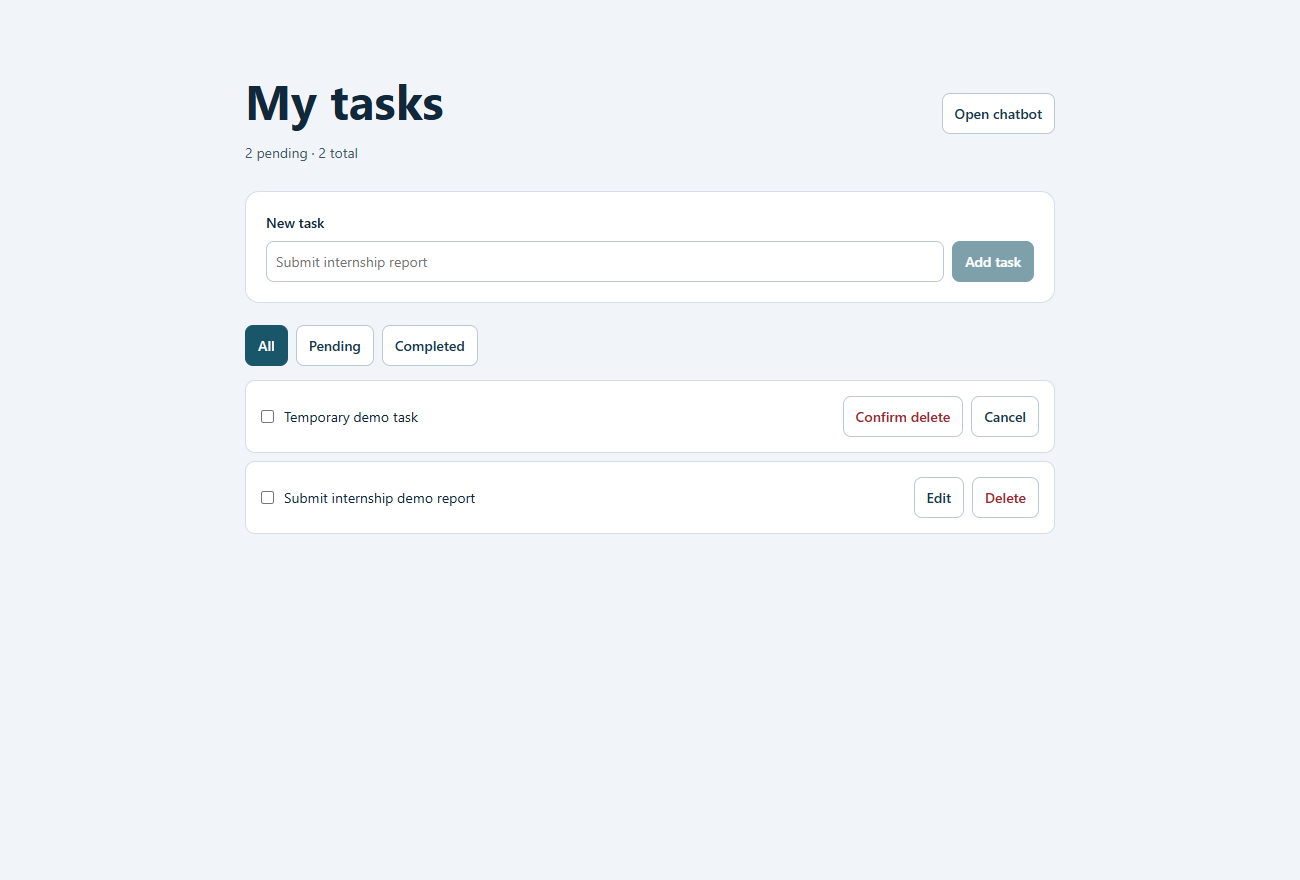 My tasks
Open chatbot
2 pending · 2 total
New task
Submit internship report
Add task
All
Pending
Completed
Temporary demo task
Confirm delete
Cancel
Submit internship demo report
Edit
Delete